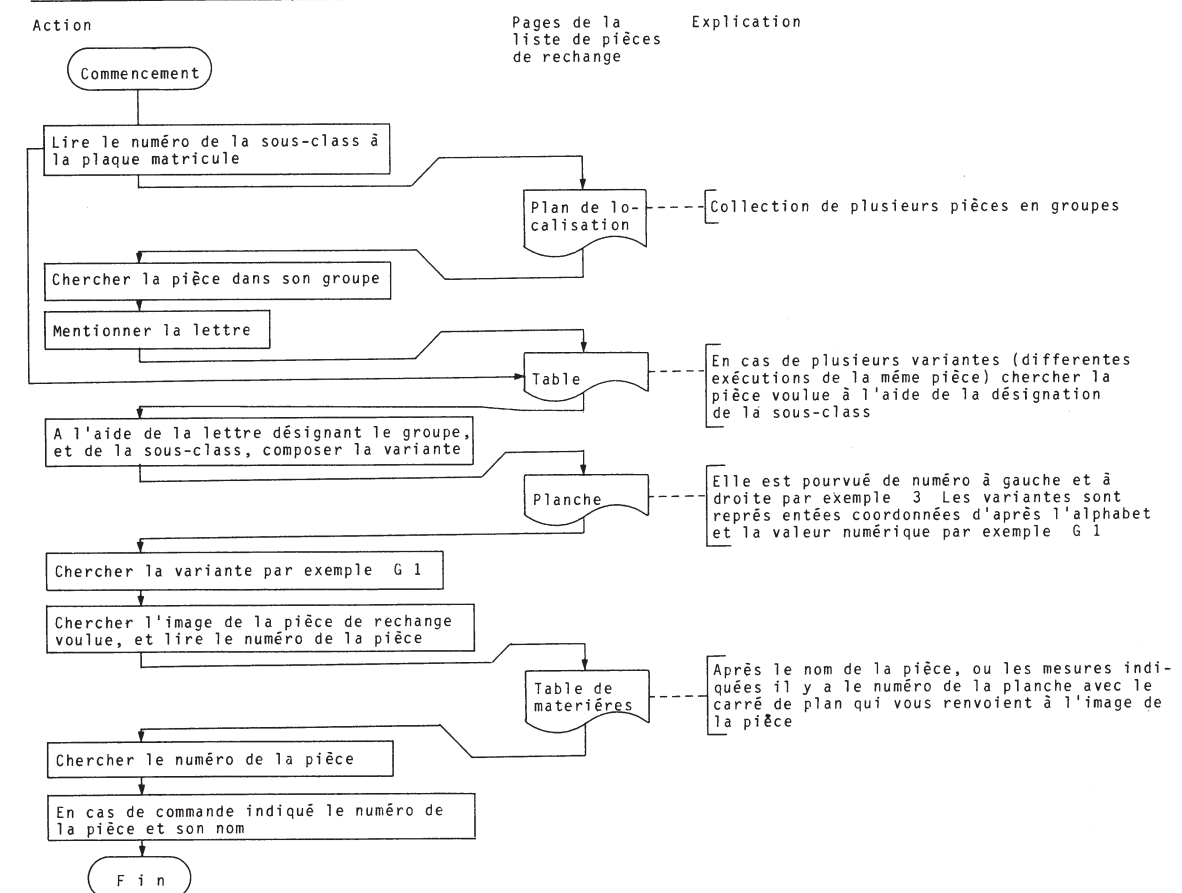 Action
Pages de la
liste de pièces
de rechange
Explication
Commencement
Lire le numéro de la sous-class à
la plaque matricule
Plan de lo-
calisation
Collection de plusieurs pièces en groupes
Chercher la pièce dans son groupe
Mentionner la lettre
Table
En cas de plusieurs variantes (differentes
exécutions de la méme pièce) chercher la
pièce voulue à l'aide de la désignation
de la sous-class
A l'aide de la lettre désignant le groupe,
et de la sous-class, composer la variante
Planche
Elle est pourvué de numéro à gauche et à
droite par exemple 3 Les variantes sont
représ entées coordonnées d'après l'alphabet
et la valeur numérique par exemple G 1
Chercher la variante par exemple G 1
Chercher l'image de la pièce de rechange
voulue, et lire le numéro de la pièce
Table de
materiéres
Après le nom de la pièce, ou les mesures indi-
quées il y a le numéro de la planche avec le
carré de plan qui vous renvoient à l'image de
la pièce
Chercher le numéro de la pièce
En cas de commande indiqué le numéro de
la pièce et son nom
F i n